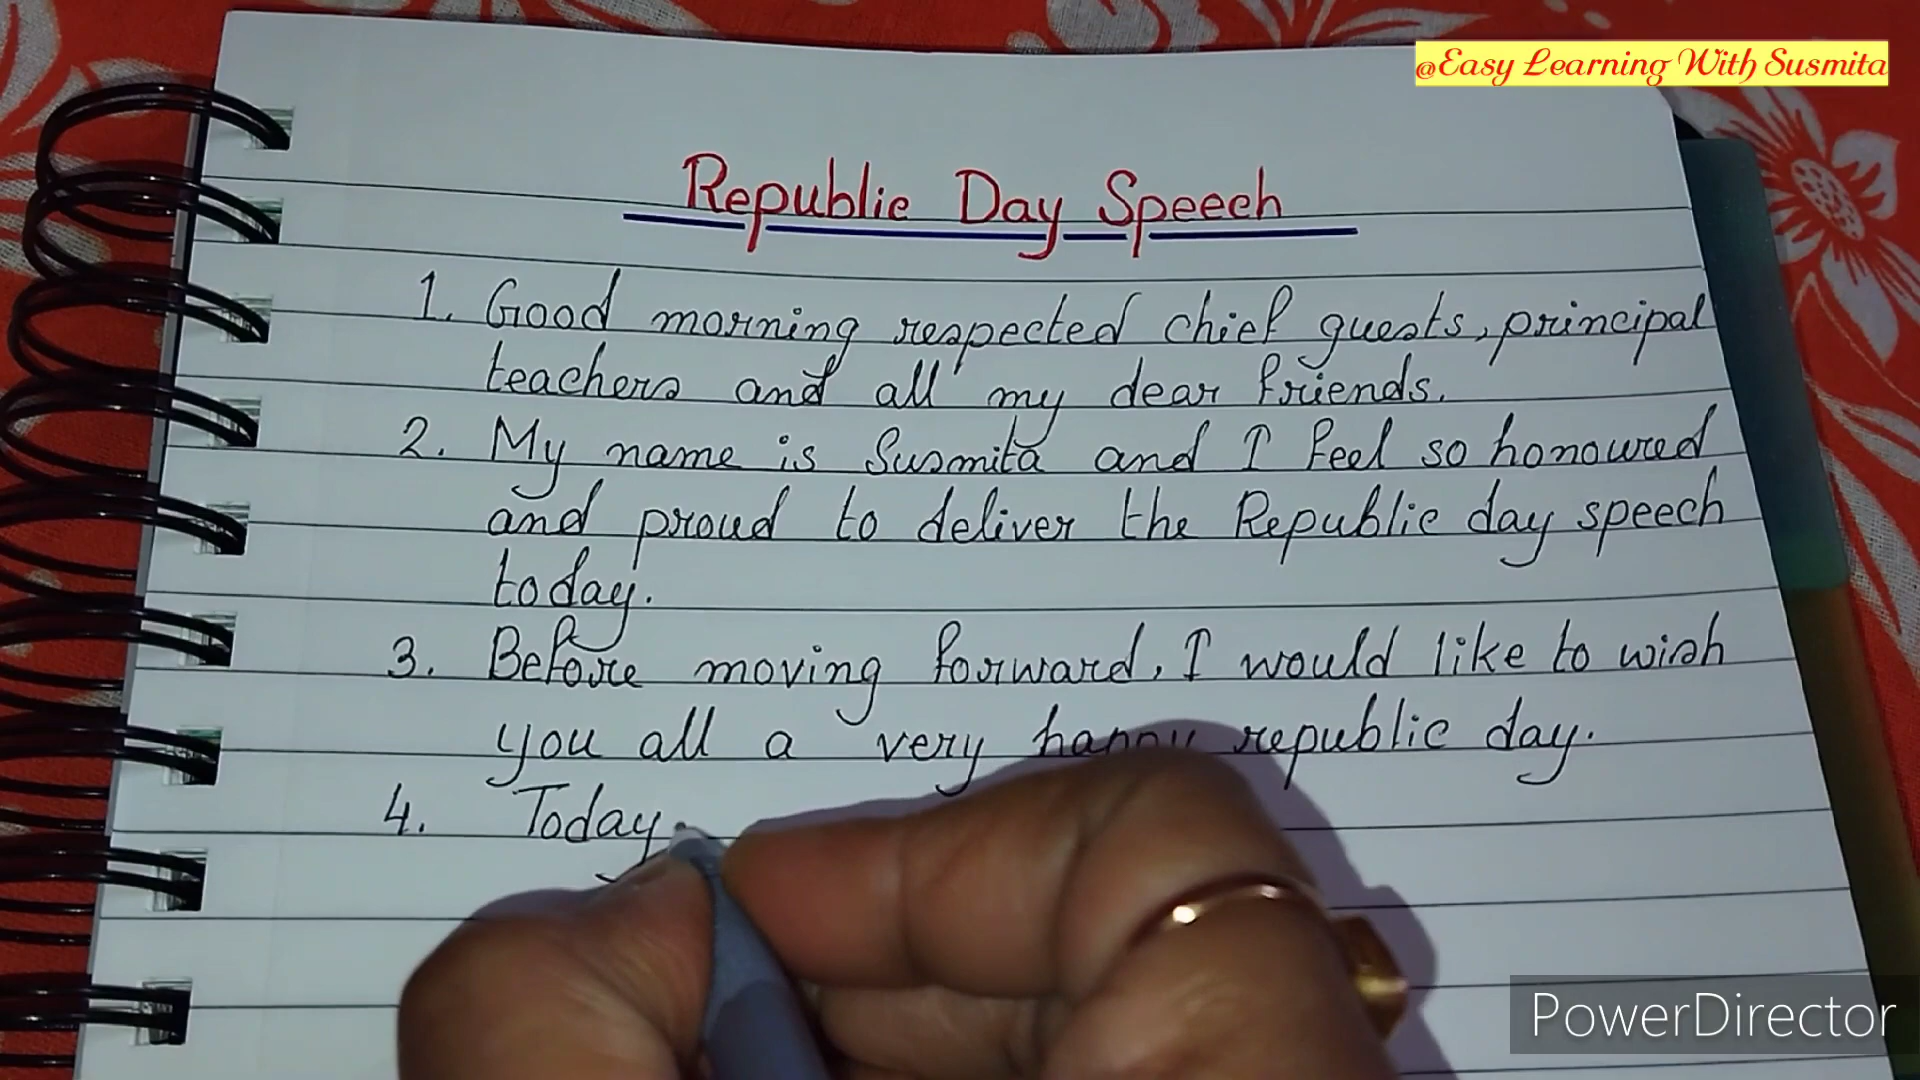 @Easy Learning With Susmita
Republic Day Speech
1. Good morning respected chief guests, principal
teachers and all my dear friends.
2. My name is Susmita and I feel so honoured
and proud to deliver the Republic day speech
today.
3. Before moving forward, I would like to wish
you all a very happy republic day.
4. Today
PowerDirector